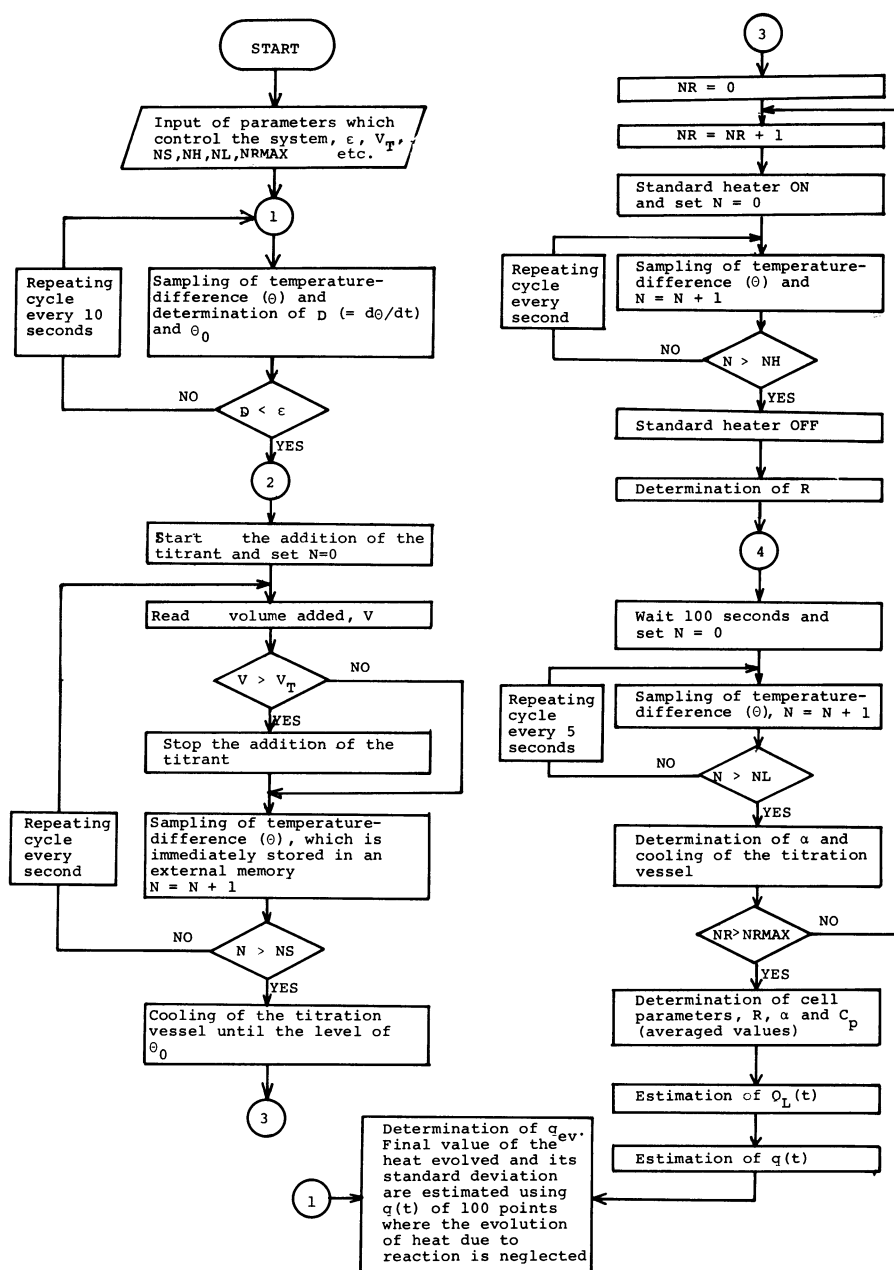 START
Input of parameters which
control the system, ε, V_T,
NS,NH,NL,NRMAX etc.
1
Repeating
cycle
every 10
seconds
Sampling of temperature-
difference (Θ) and
determination of D (= dΘ/dt)
and Θ_0
NO
D < ε
YES
2
Start the addition of the
titrant and set N=0
Read volume added, V
NO
V > V_T
YES
Stop the addition of the
titrant
Repeating
cycle
every
second
Sampling of temperature-
difference (Θ), which is
immediately stored in an
external memory
N = N + 1
NO
N > NS
YES
Cooling of the titration
vessel until the level of
Θ_0
3
3
NR = 0
NR = NR + 1
Standard heater ON
and set N = 0
Repeating
cycle
every
second
Sampling of temperature-
difference (Θ) and
N = N + 1
NO
N > NH
YES
Standard heater OFF
Determination of R
4
Wait 100 seconds and
set N = 0
Repeating
cycle
every 5
seconds
Sampling of temperature-
difference (Θ), N = N + 1
NO
N > NL
YES
Determination of α and
cooling of the titration
vessel
NR>NRMAX
NO
YES
Determination of cell
parameters, R, α and C_p
(averaged values)
Estimation of Q_L(t)
Estimation of q(t)
1
Determination of q_ev.
Final value of the
heat evolved and its
standard deviation
are estimated using
q(t) of 100 points
where the evolution
of heat due to
reaction is neglected